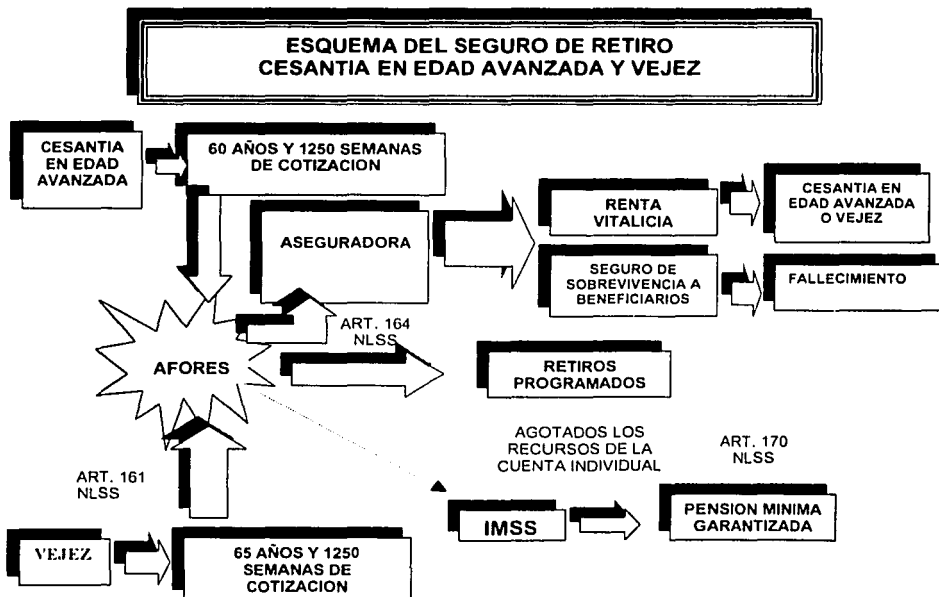 ESQUEMA DEL SEGURO DE RETIRO
CESANTIA EN EDAD AVANZADA Y VEJEZ
CESANTIA
EN EDAD
AVANZADA
60 AÑOS Y 1250 SEMANAS
DE COTIZACION
ASEGURADORA
RENTA
VITALICIA
CESANTIA EN
EDAD AVANZADA
O VEJEZ
SEGURO DE
SOBREVIVENCIA A
BENEFICIARIOS
FALLECIMIENTO
ART. 164
NLSS
AFORES
RETIROS
PROGRAMADOS
AGOTADOS LOS
RECURSOS DE LA
CUENTA INDIVIDUAL
ART. 170
NLSS
ART. 161
NLSS
IMSS
PENSION MINIMA
GARANTIZADA
VEJEZ
65 AÑOS Y 1250
SEMANAS DE
COTIZACION